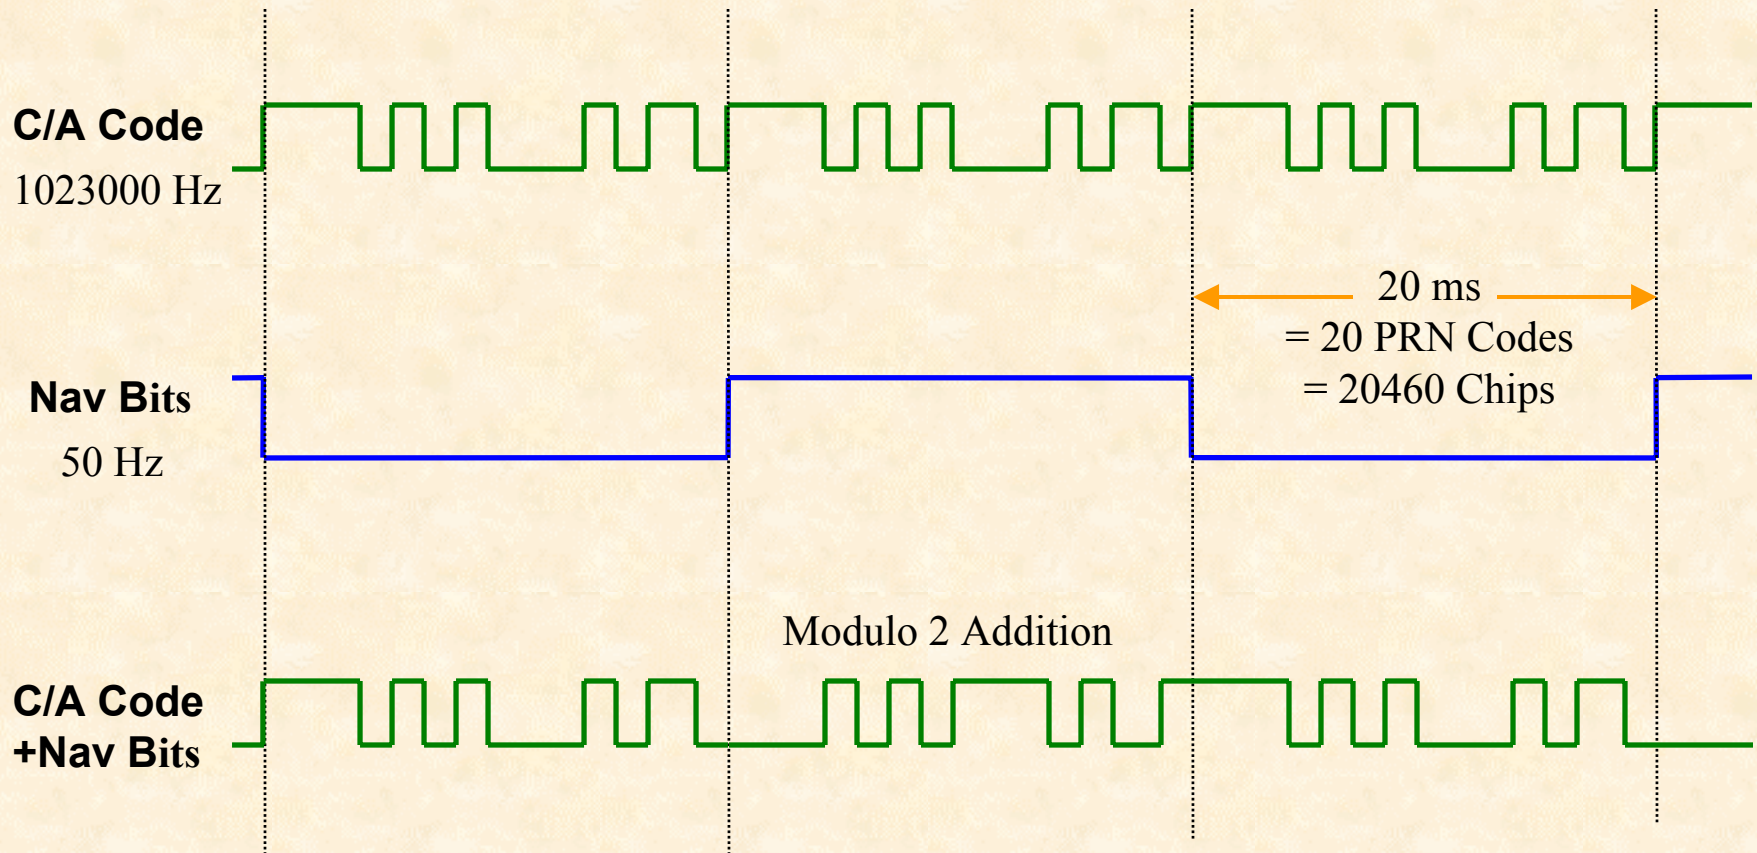 C/A Code
1023000 Hz
20 ms
= 20 PRN Codes
= 20460 Chips
Nav Bits
50 Hz
Modulo 2 Addition
C/A Code
+Nav Bits